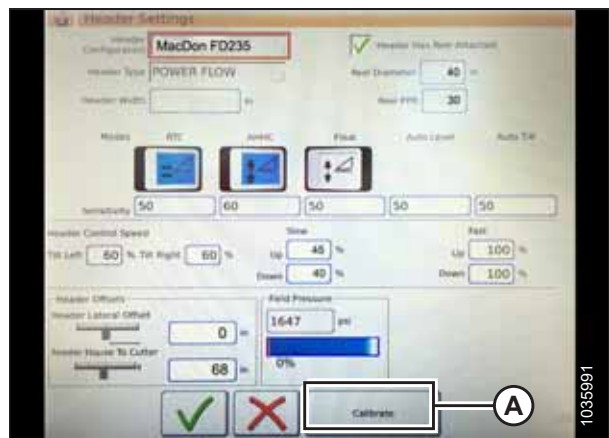 Header Settings
Header Configuration MacDon FD235
Header Has Reel Attached
Header Type POWER FLOW
Reel Diameter 40 in
Header Width in
Reel PPR 30
Modes RTC AHHC Float Auto Level Auto Tilt
Sensitivity 50 60 50 50 50
Header Control Speed
Slow
Fast
Tilt Left 60 % Tilt Right 60 % Up 45 % Up 100 %
Down 40 % Down 100 %
Header Offsets
Field Pressure
Header Lateral Offset
0
1647 psi
Header House To Cutter
68
0%
Calibrate
A
1035991